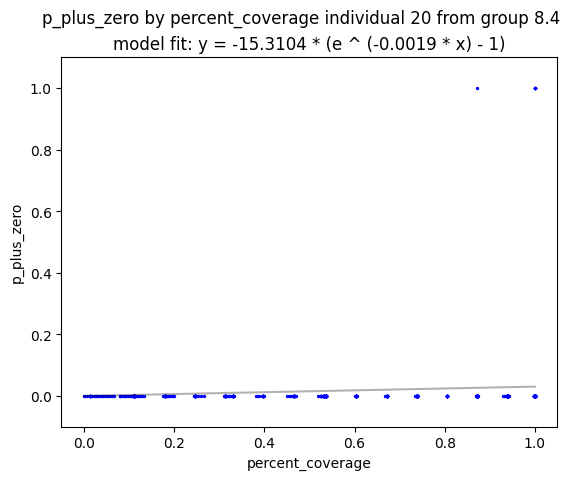 p_plus_zero by percent_coverage individual 20 from group 8.4
model fit: y = -15.3104 * (e ^ (-0.0019 * x) - 1)
1.0
0.8
0.6
0.4
0.2
0.0
p_plus_zero
0.0 0.2 0.4 0.6 0.8 1.0
percent_coverage